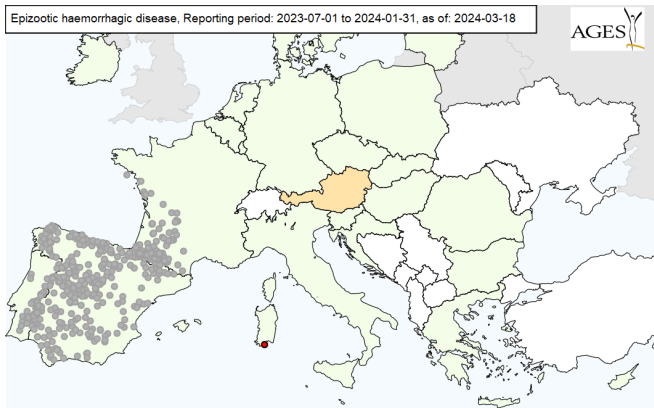 Epizootic haemorrhagic disease, Reporting period: 2023-07-01 to 2024-01-31, as of: 2024-03-18
AGES